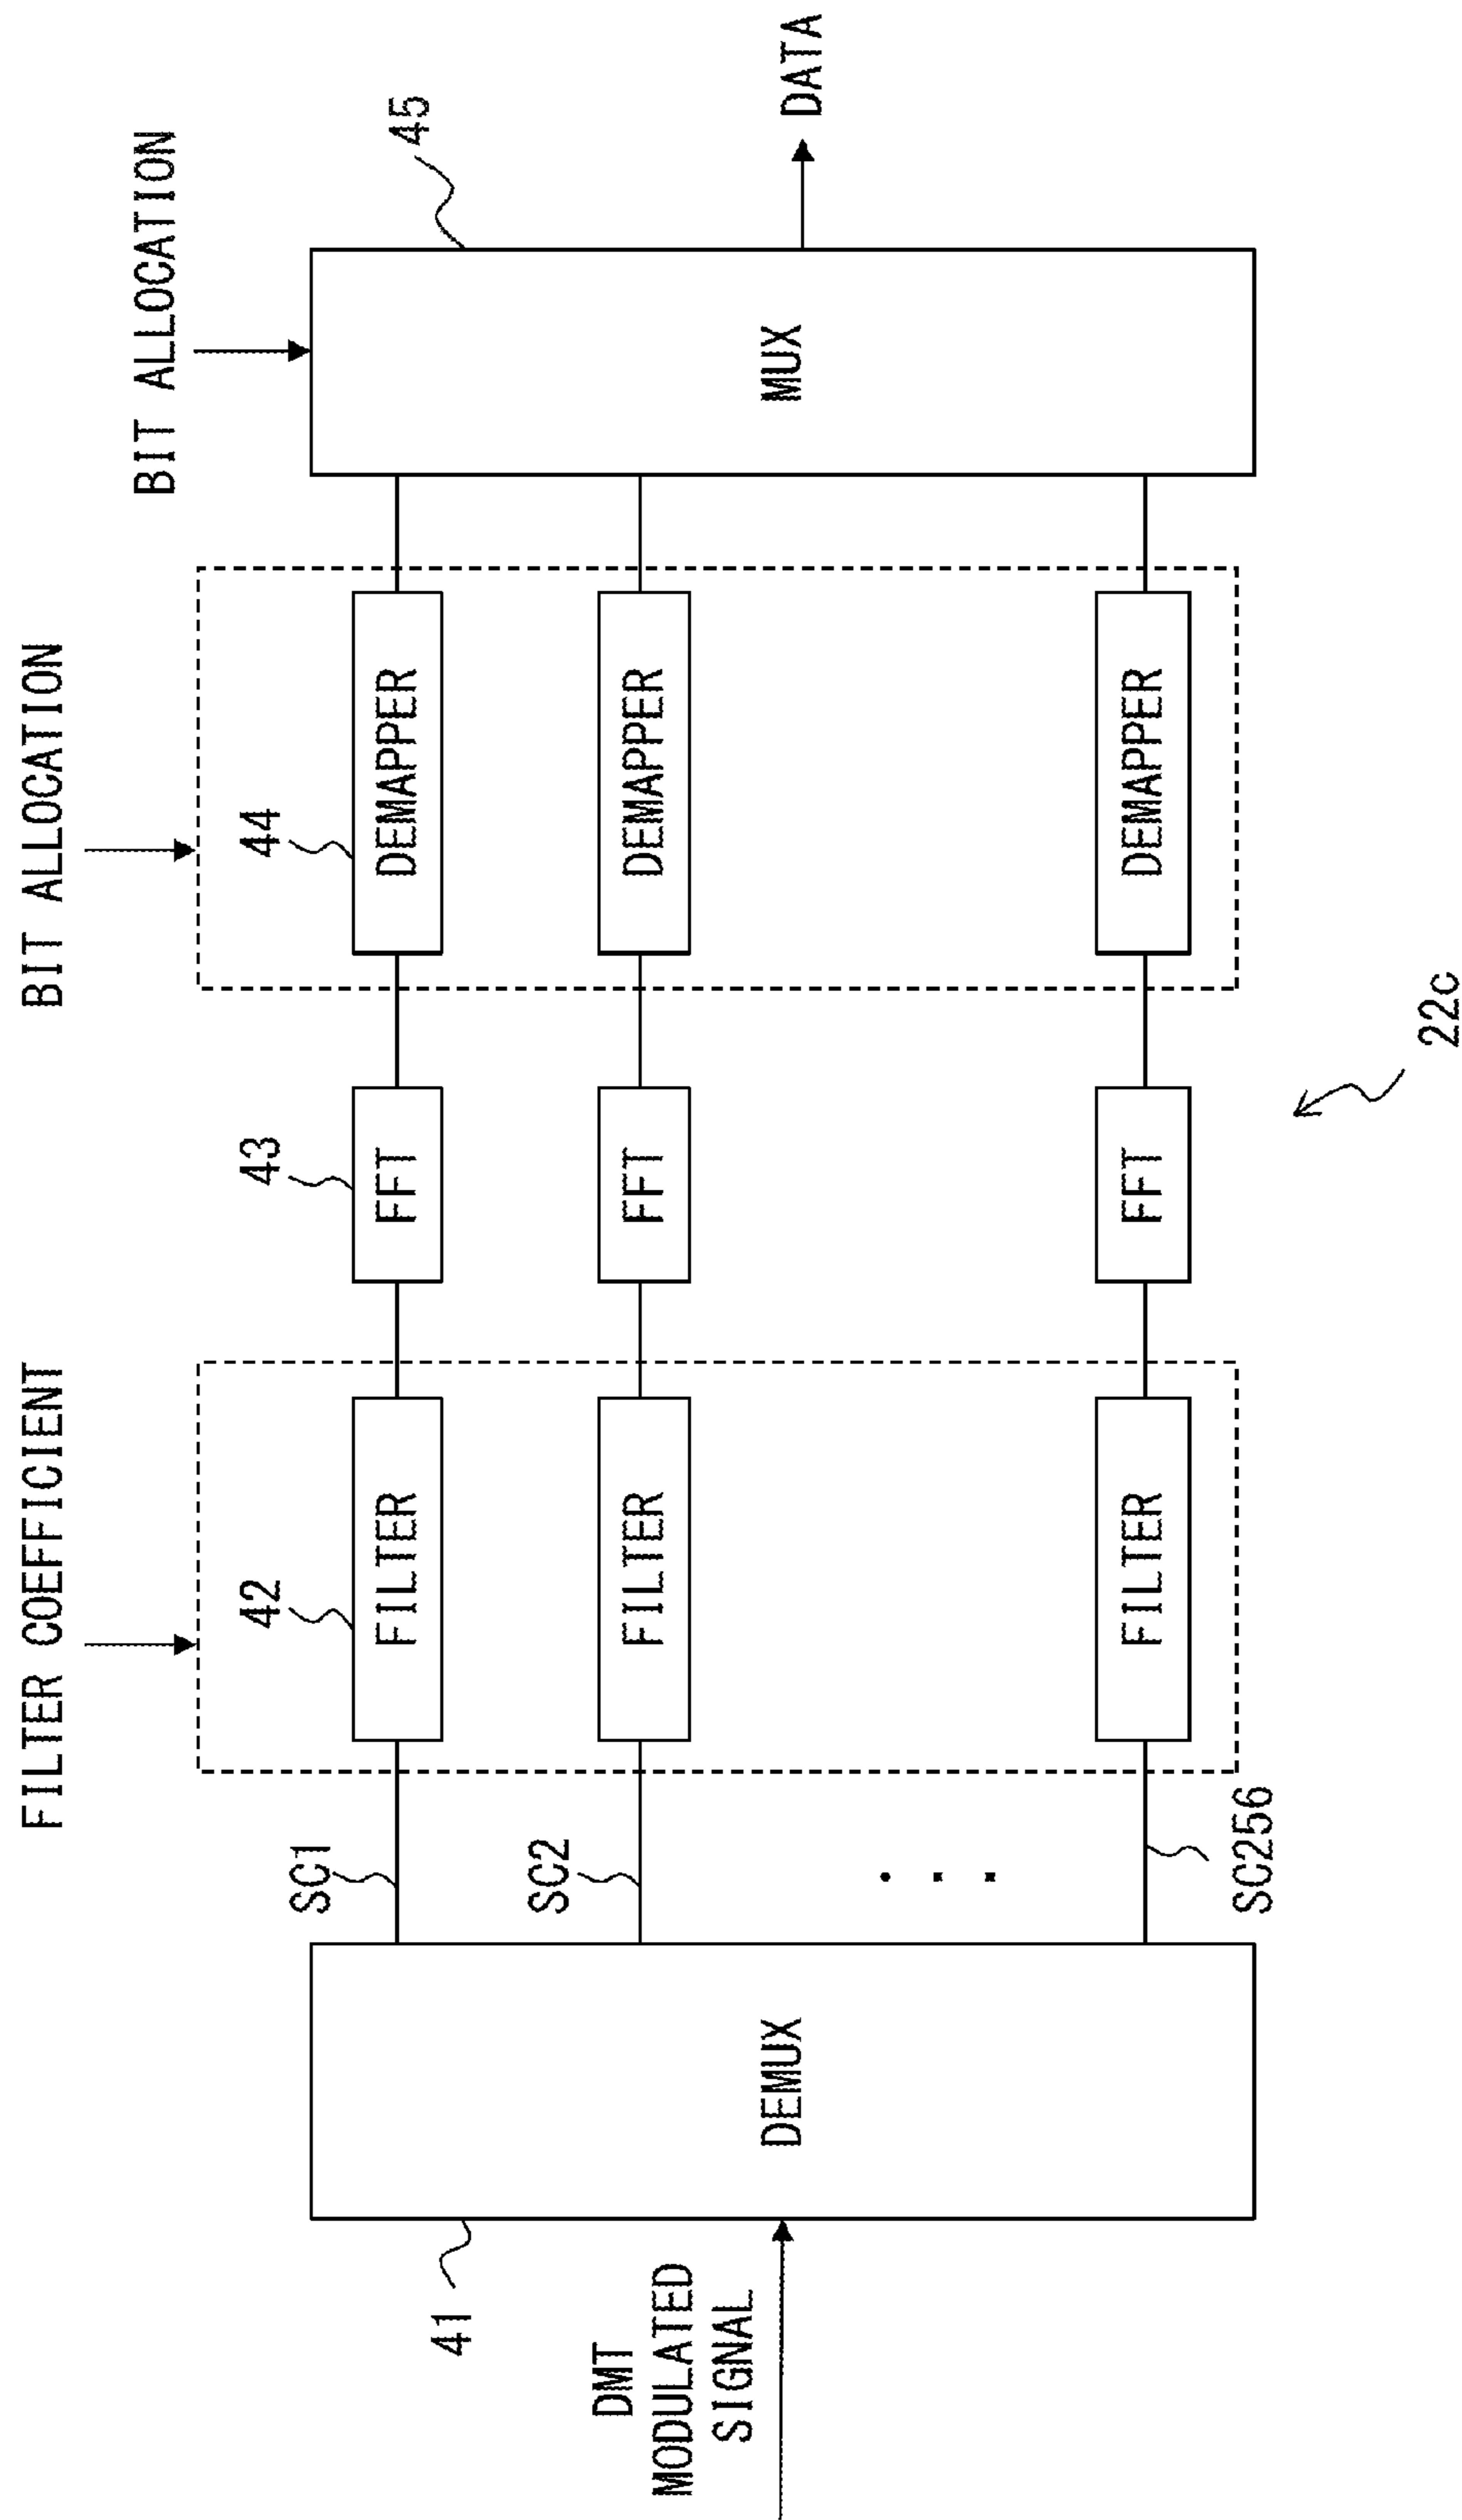 FILTER COEFFICIENT
BIT ALLOCATION
BIT ALLOCATION
42
43
44
45
SC1
FILTER
FFT
DEMAPPER
SC2
FILTER
FFT
DEMAPPER
41
DMT
MODULATED
SIGNAL
DEMUX
MUX
DATA
FILTER
FFT
DEMAPPER
SC256
22c